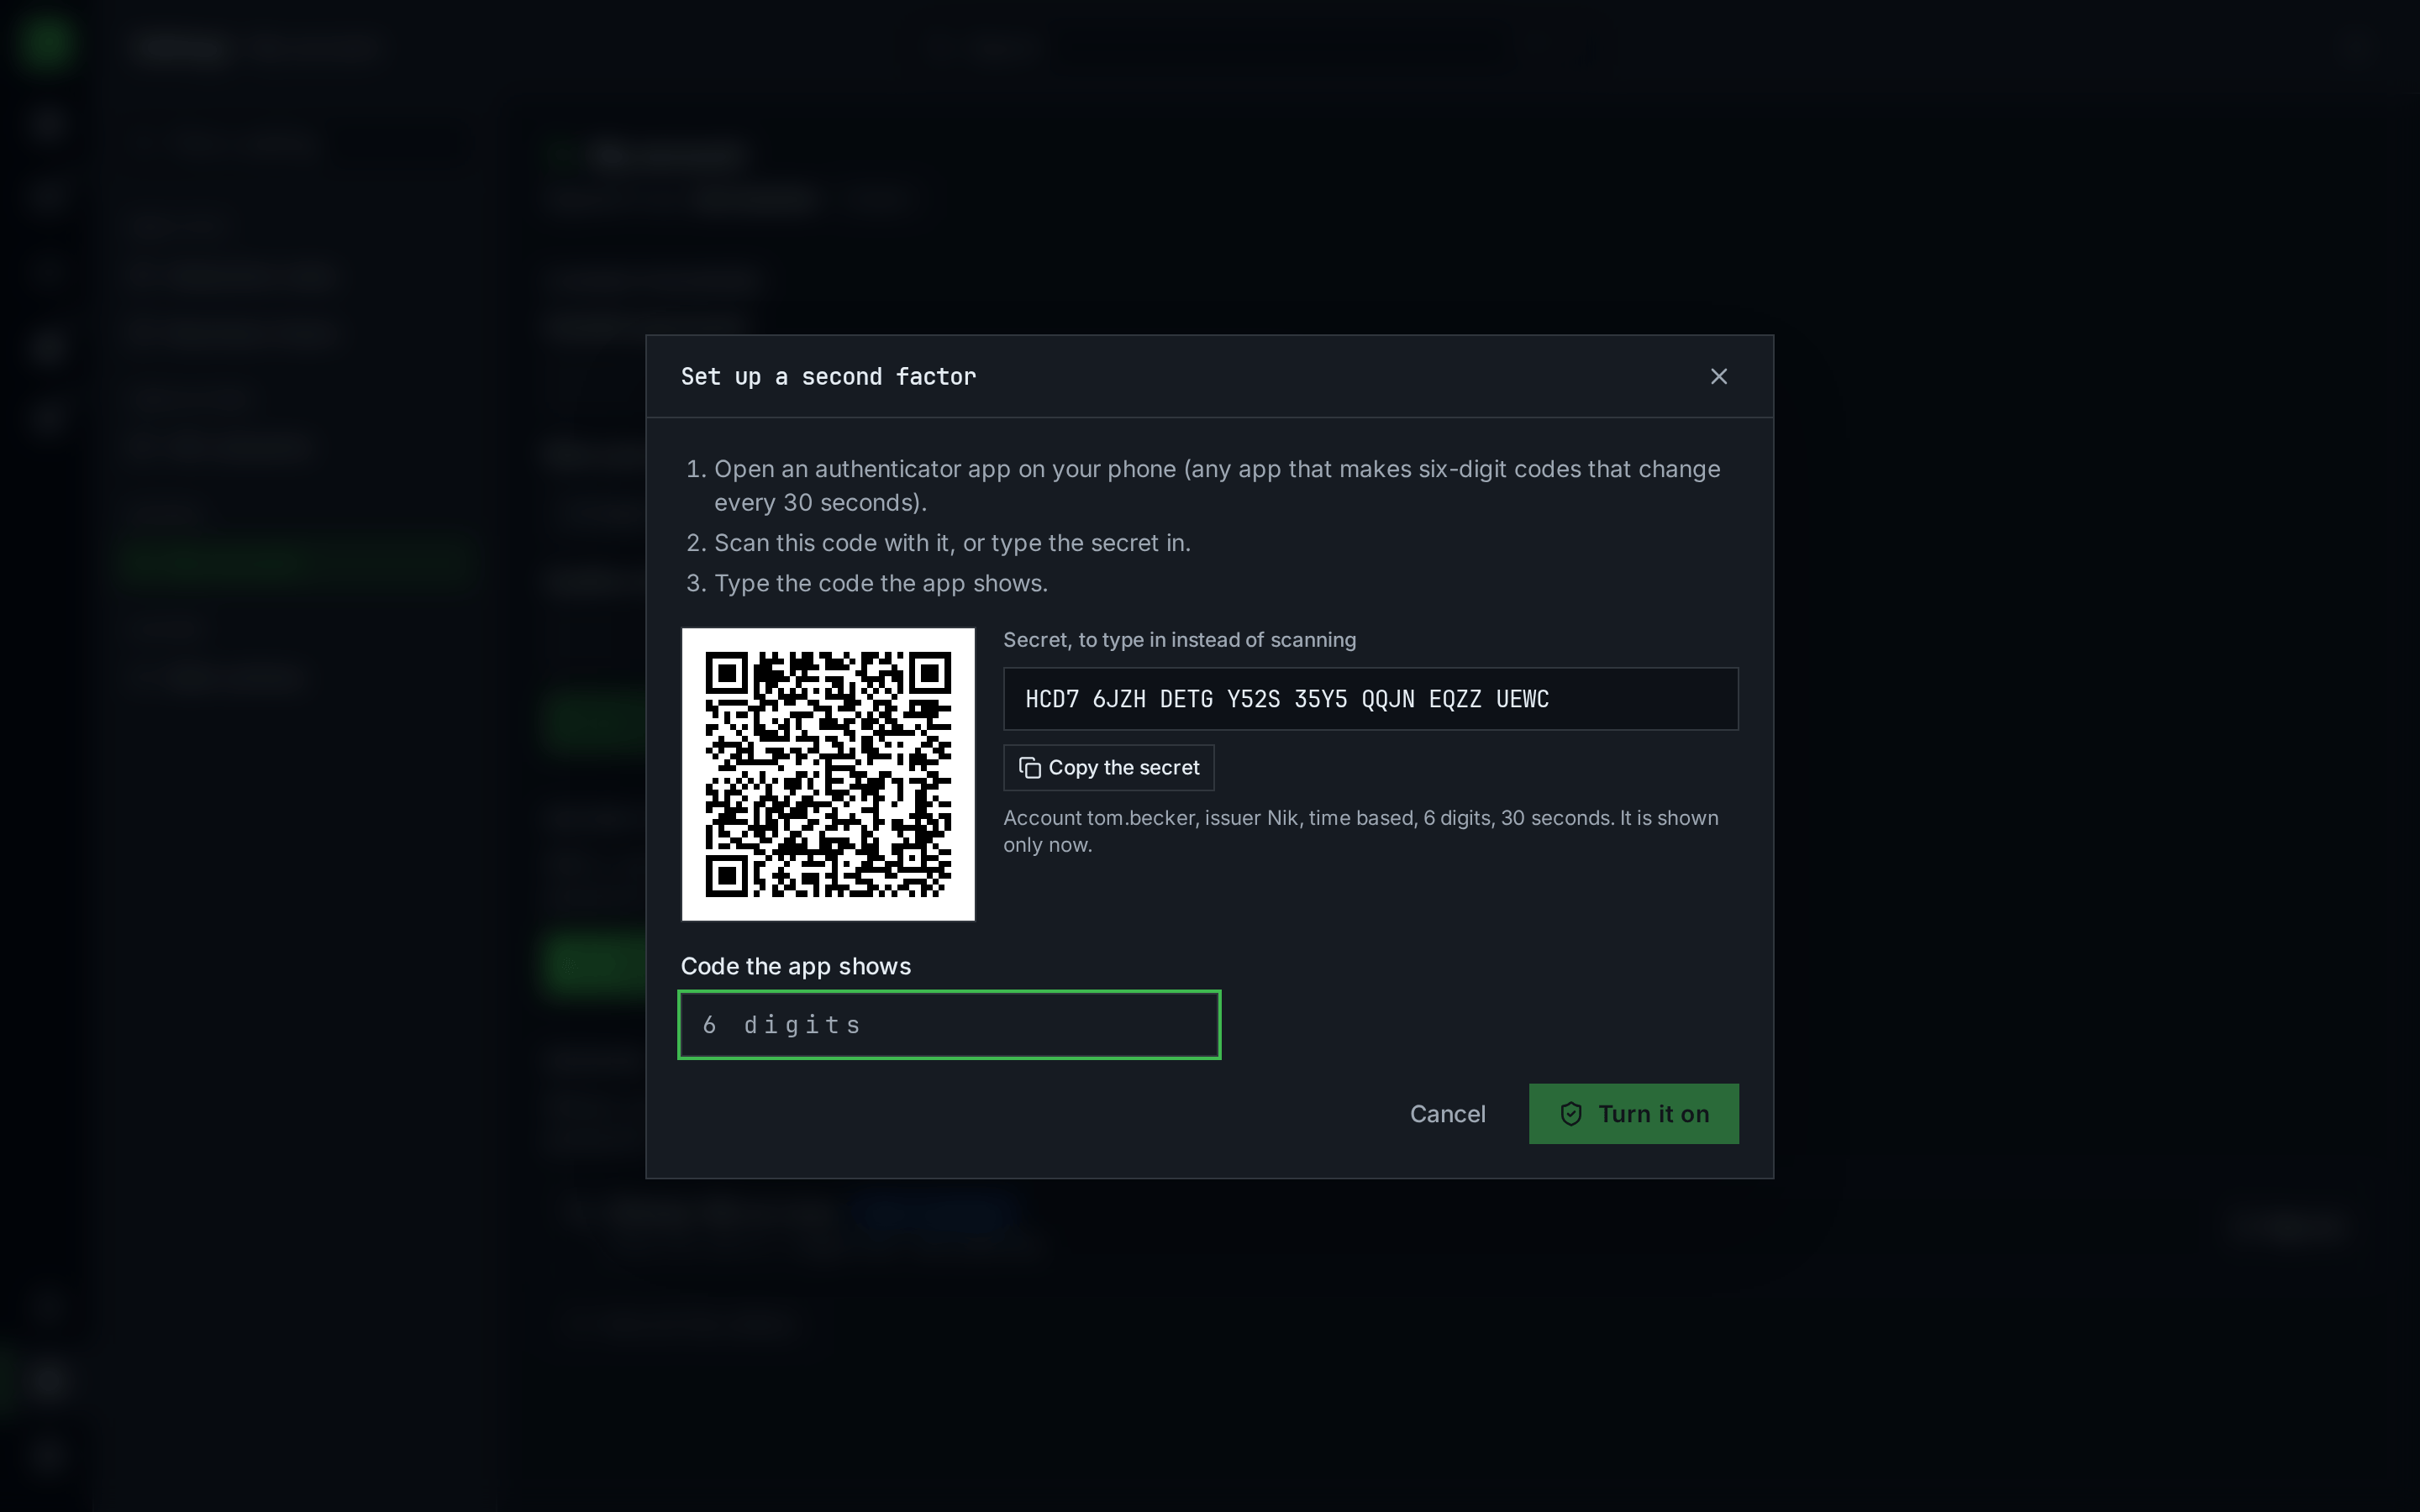 Set up a second factor
1. Open an authenticator app on your phone (any app that makes six-digit codes that change
every 30 seconds).
2. Scan this code with it, or type the secret in.
3. Type the code the app shows.
Secret, to type in instead of scanning
HCD7 6JZH DETG Y52S 35Y5 QQJN EQZZ UEWC
Copy the secret
Account tom.becker, issuer Nik, time based, 6 digits, 30 seconds. It is shown
only now.
Code the app shows
6 digits
Cancel
Turn it on